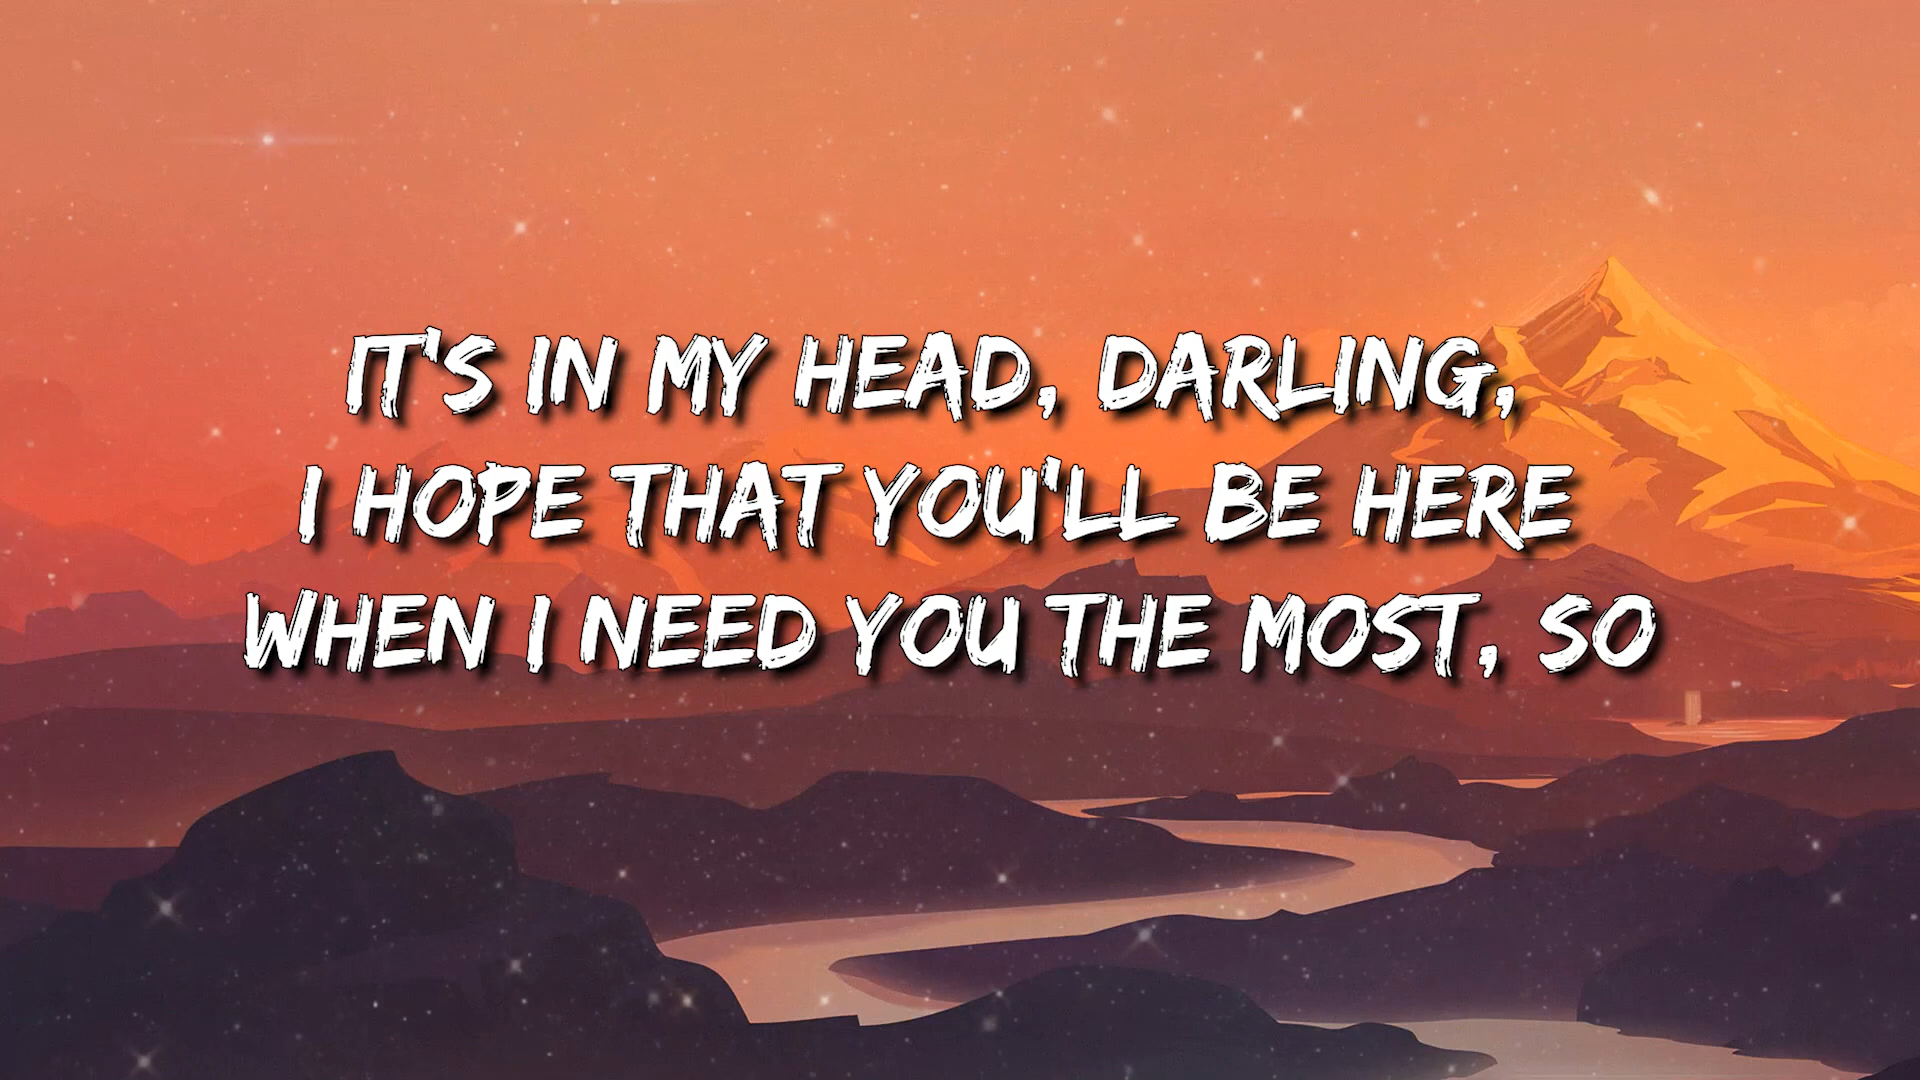 IT'S IN MY HEAD, DARLING,
I HOPE THAT YOU'LL BE HERE
WHEN I NEED YOU THE MOST, SO